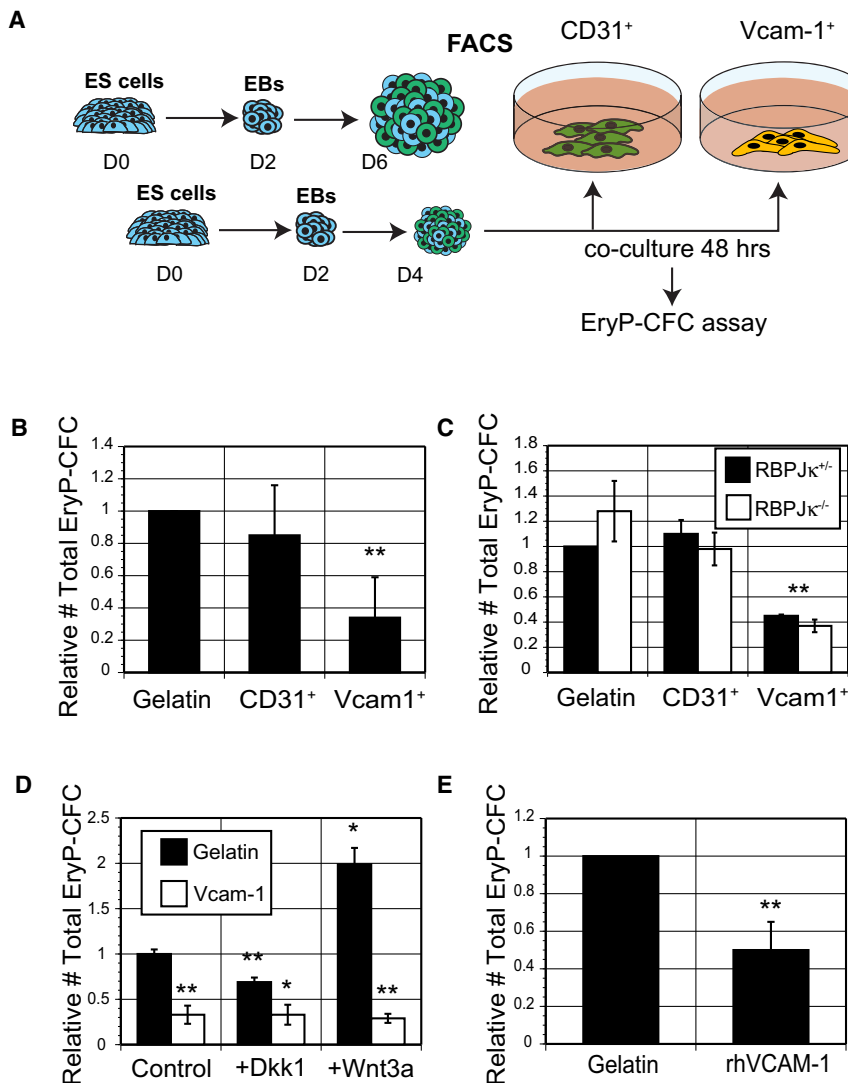 A
FACS
CD31⁺
Vcam-1⁺
ES cells
EBs
D0
D2
D6
ES cells
EBs
D0
D2
D4
co-culture 48 hrs
EryP-CFC assay
B
Relative # Total EryP-CFC
1.4
1.2
1
0.8
0.6
0.4
0.2
0
**
Gelatin
CD31⁺
Vcam1⁺
C
Relative # Total EryP-CFC
1.8
1.6
1.4
1.2
1
0.8
0.6
0.4
0.2
0
RBPJκ⁺/⁻
RBPJκ⁻/⁻
**
Gelatin
CD31⁺
Vcam1⁺
D
Relative # Total EryP-CFC
2.5
2
1.5
1
0.5
0
Gelatin
Vcam-1
**
**
*
*
**
Control
+Dkk1
+Wnt3a
E
Relative # Total EryP-CFC
1.2
1
0.8
0.6
0.4
0.2
0
**
Gelatin
rhVCAM-1